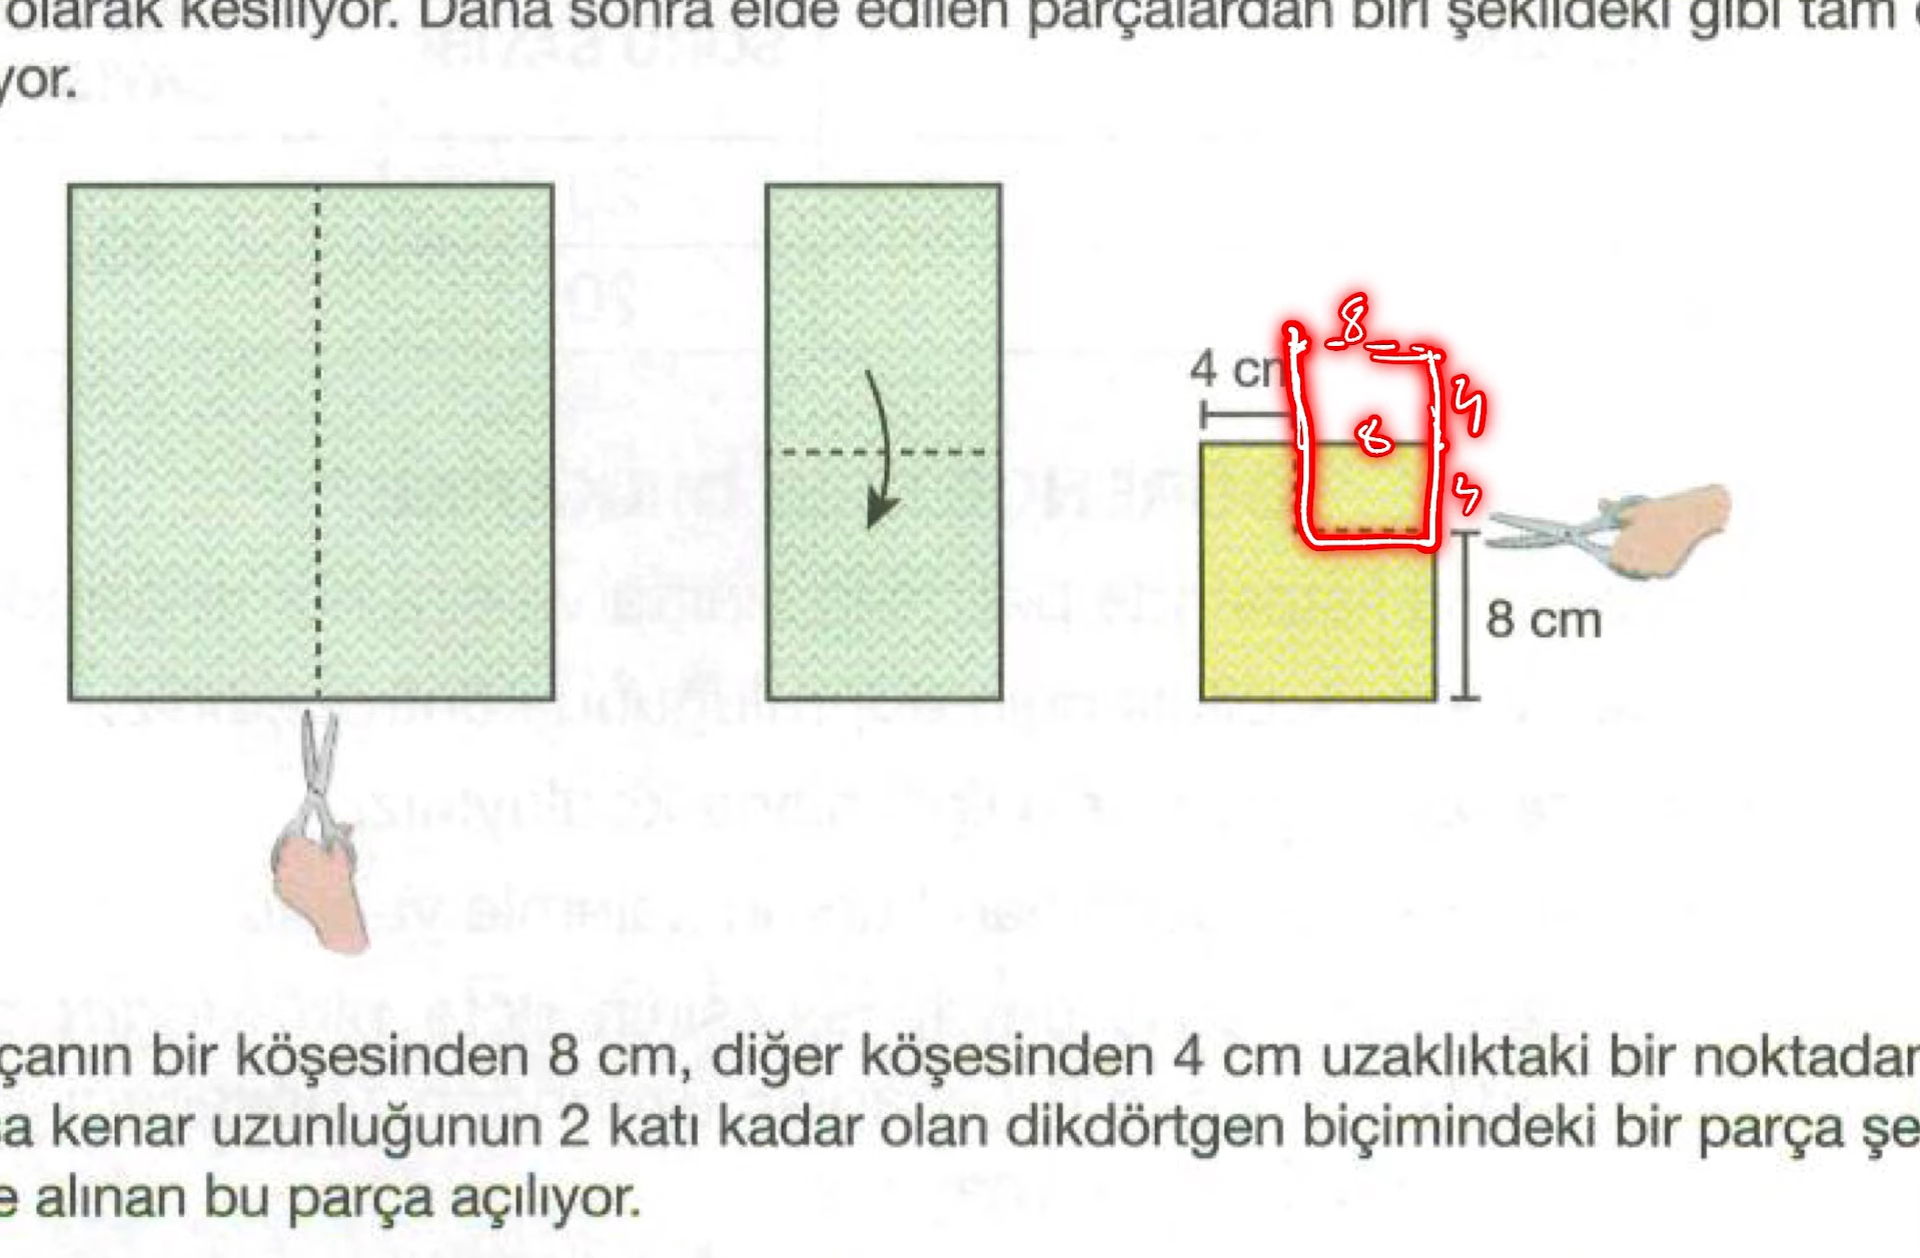 olarak kesiliyor. Daha sonra elde edilen parçalardan biri şekildeki gibi tam
yor.
8
4 cm
8
4
4
8 cm
çanın bir köşesinden 8 cm, diğer köşesinden 4 cm uzaklıktaki bir noktadan
sa kenar uzunluğunun 2 katı kadar olan dikdörtgen biçimindeki bir parça şe
e alınan bu parça açılıyor.